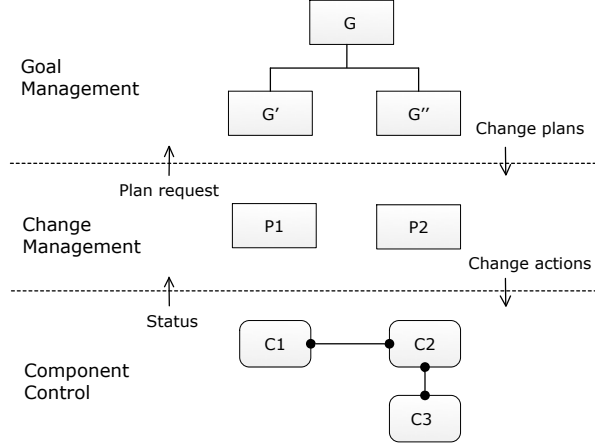 G
Goal
Management
G'
G''
Change plans
Plan request
Change
Management
P1
P2
Change actions
Status
C1
C2
Component
Control
C3